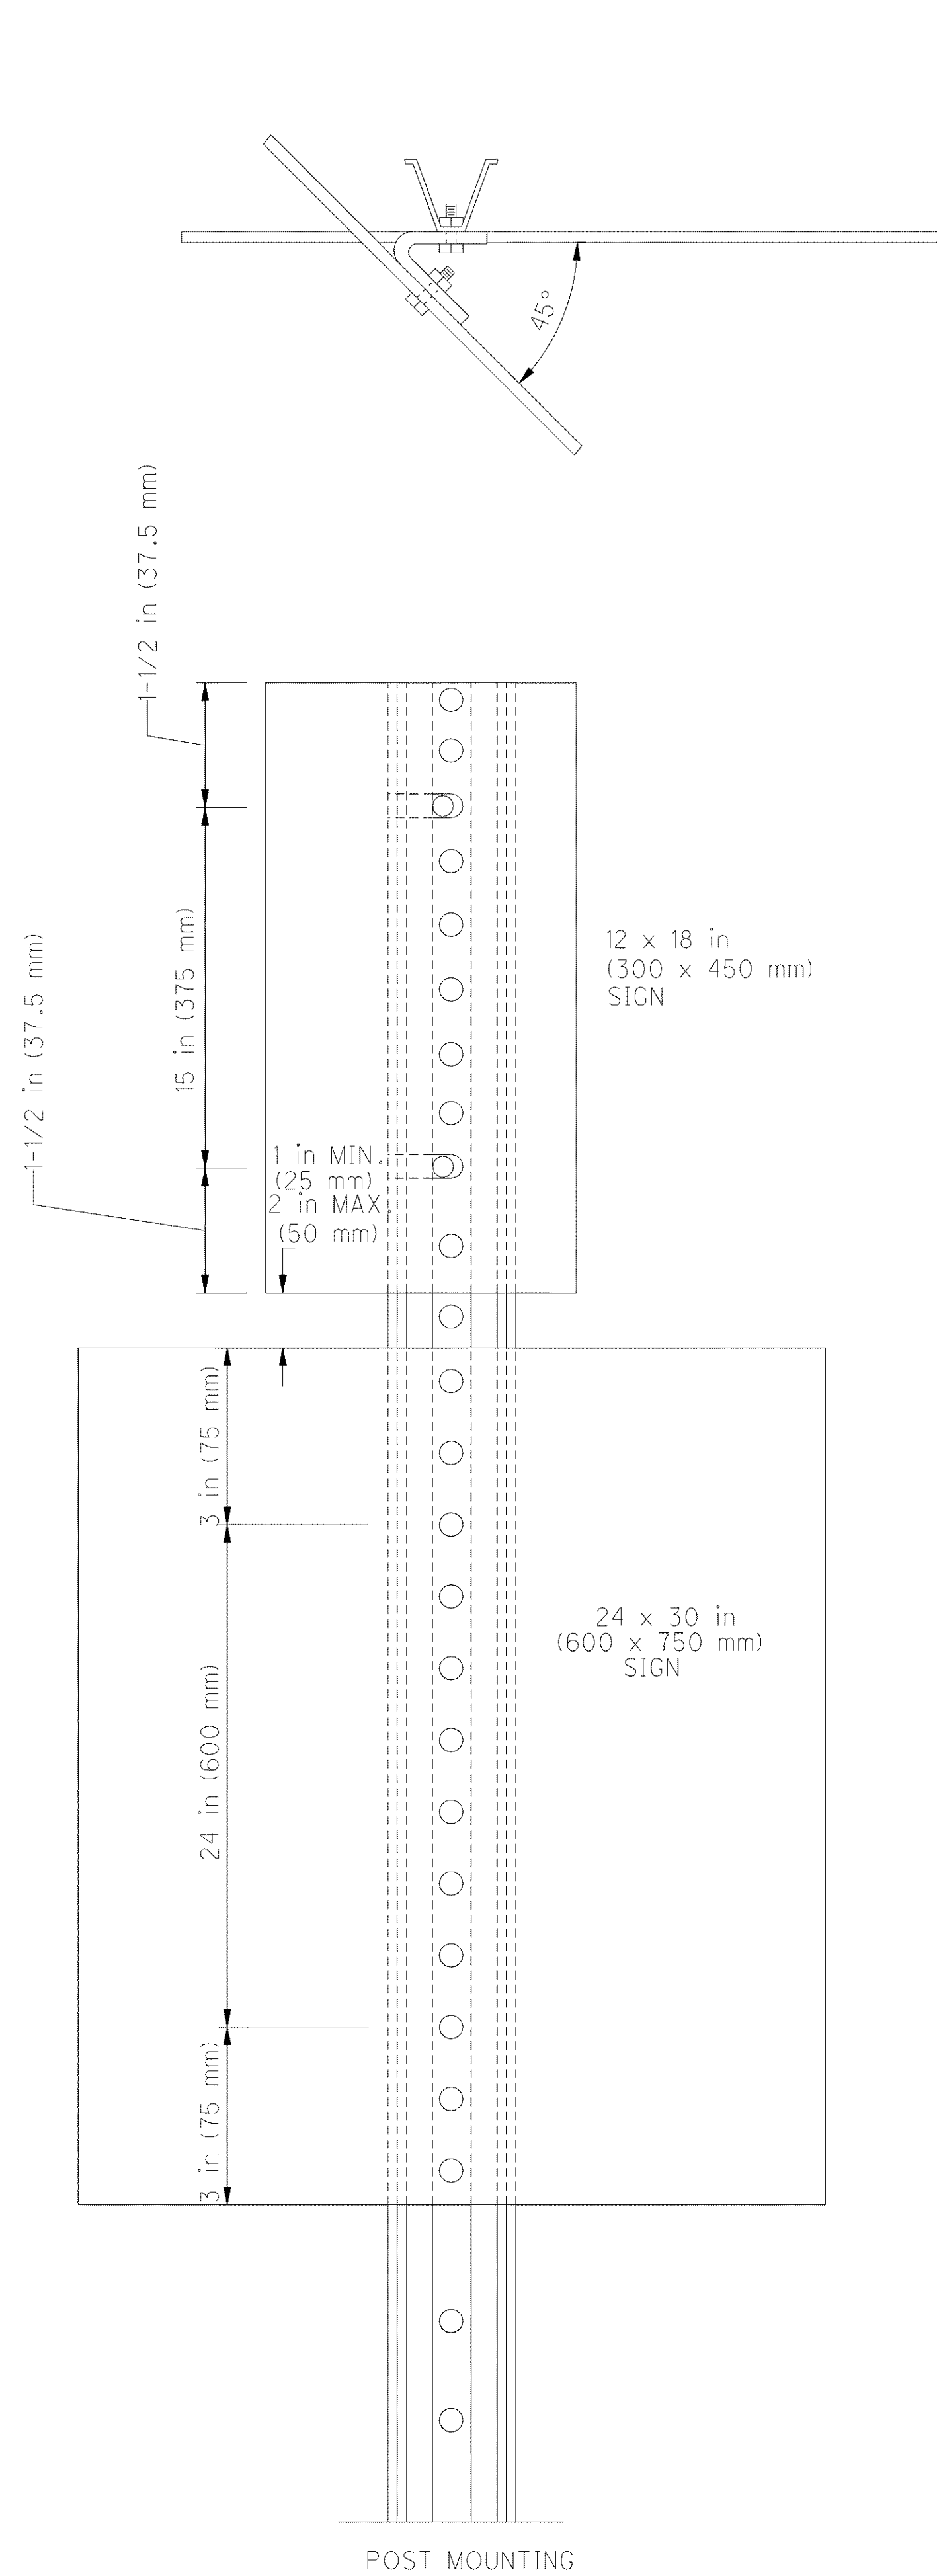 45°
1-1/2 in (37.5 mm)
15 in (375 mm)
1-1/2 in (37.5 mm)
12 x 18 in
(300 x 450 mm)
SIGN
1 in MIN.
(25 mm)
2 in MAX.
(50 mm)
3 in (75 mm)
24 x 30 in
(600 x 750 mm)
SIGN
24 in (600 mm)
3 in (75 mm)
POST MOUNTING